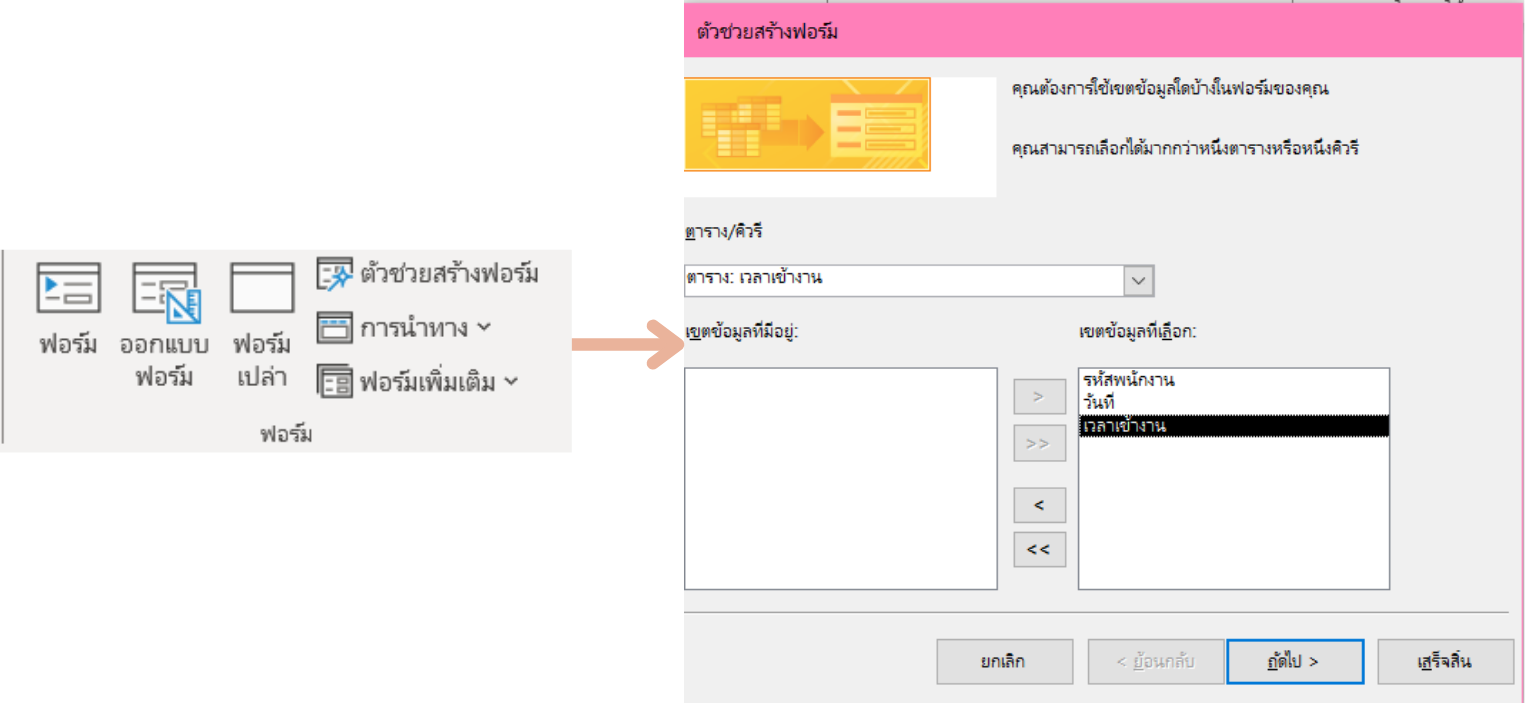 ฟอร์ม
ออกแบบ
ฟอร์ม
ฟอร์ม
เปล่า
ตัวช่วยสร้างฟอร์ม
การนำทาง
ฟอร์มเพิ่มเติม
ฟอร์ม
ตัวช่วยสร้างฟอร์ม
คุณต้องการใช้เขตข้อมูลใดบ้างในฟอร์มของคุณ
คุณสามารถเลือกได้มากกว่าหนึ่งตารางหรือหนึ่งคิวรี
ตาราง/คิวรี
ตาราง: เวลาเข้างาน
เขตข้อมูลที่มีอยู่:
เขตข้อมูลที่เลือก:
รหัสพนักงาน
วันที่
เวลาเข้างาน
>
>>
<
<<
ยกเลิก
< ย้อนกลับ
ถัดไป >
เสร็จสิ้น